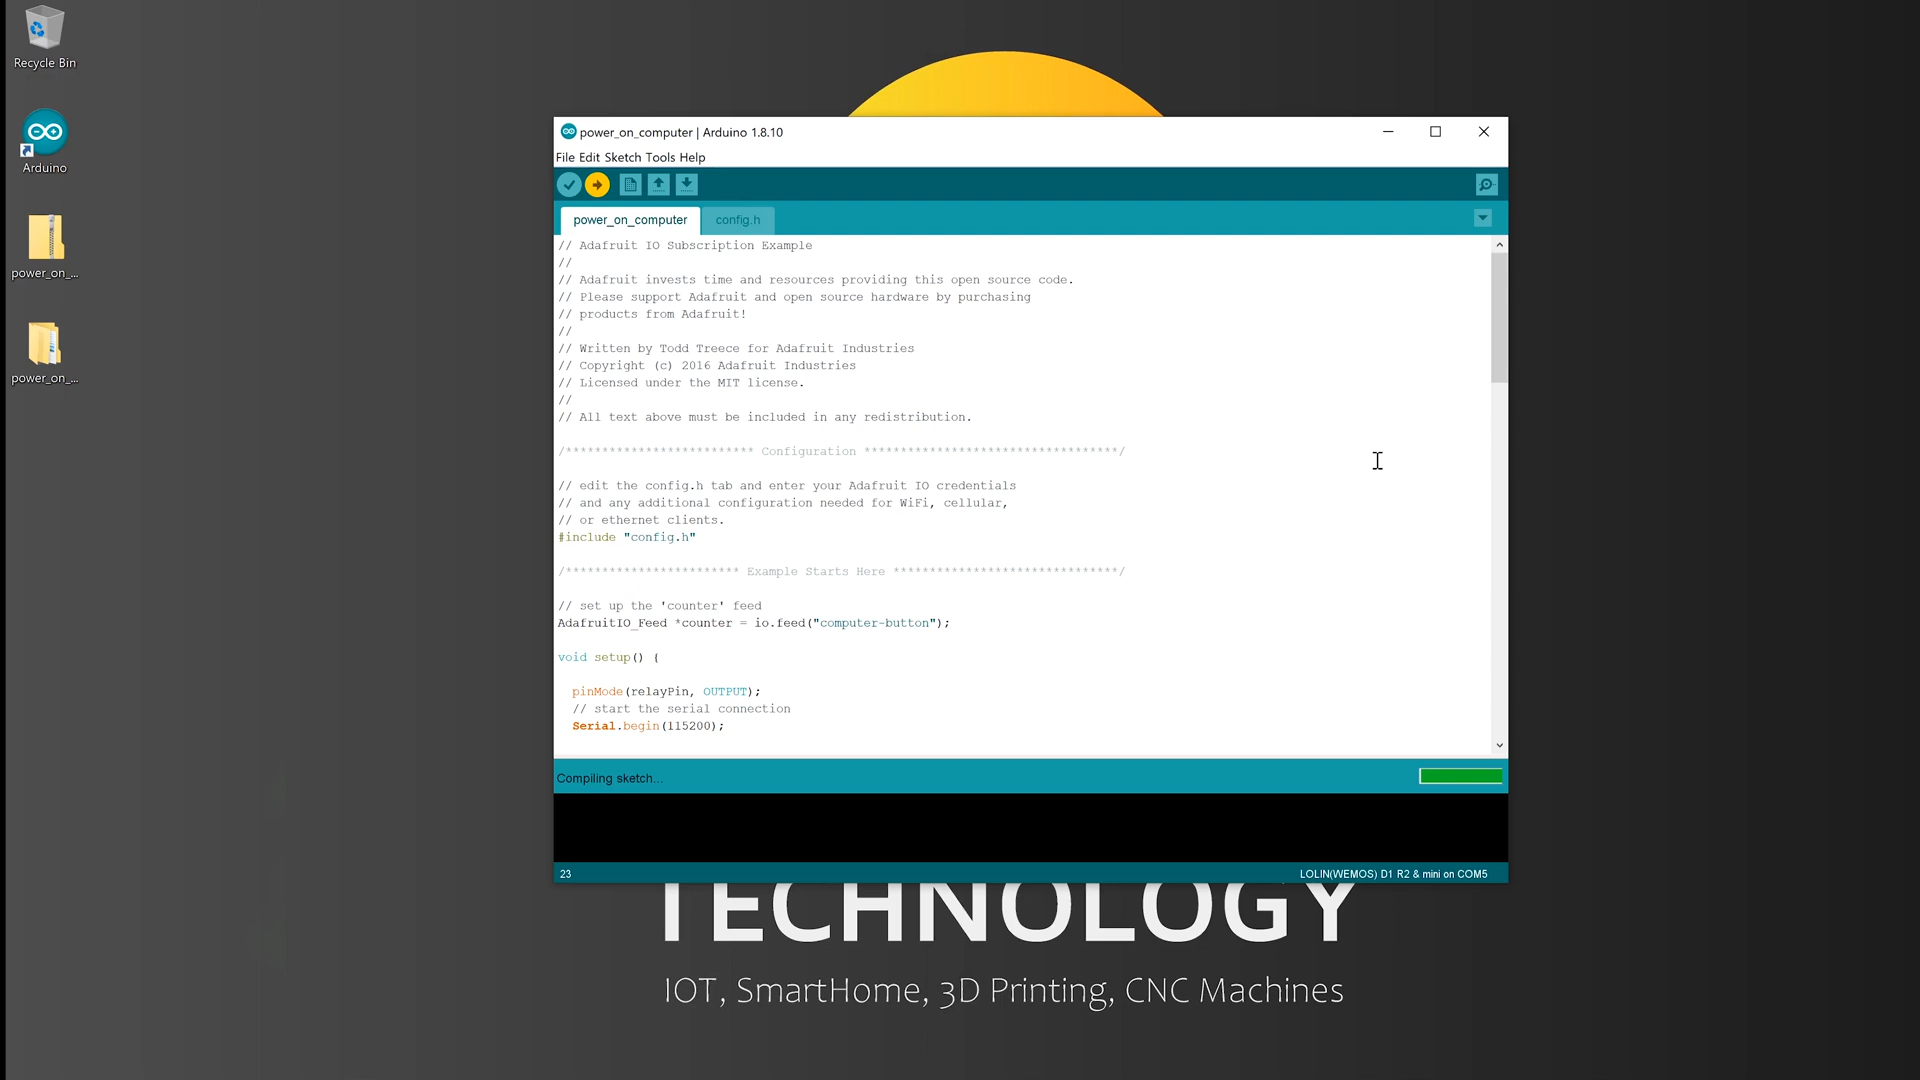 Recycle Bin
Arduino
power_on_...
power_on_...
power_on_computer | Arduino 1.8.10
File Edit Sketch Tools Help
power_on_computer
config.h
// Adafruit IO Subscription Example
//
// Adafruit invests time and resources providing this open source code.
// Please support Adafruit and open source hardware by purchasing
// products from Adafruit!
//
// Written by Todd Treece for Adafruit Industries
// Copyright (c) 2016 Adafruit Industries
// Licensed under the MIT license.
//
// All text above must be included in any redistribution.
/************************** Configuration ***********************************/
// edit the config.h tab and enter your Adafruit IO credentials
// and any additional configuration needed for WiFi, cellular,
// or ethernet clients.
#include "config.h"
/************************ Example Starts Here *******************************/
// set up the 'counter' feed
AdafruitIO_Feed *counter = io.feed("computer-button");
void setup() {
pinMode(relayPin, OUTPUT);
// start the serial connection
Serial.begin(115200);
Compiling sketch...
23
LOLIN(WEMOS) D1 R2 & mini on COM5
TECHNOLOGY
IOT, SmartHome, 3D Printing, CNC Machines